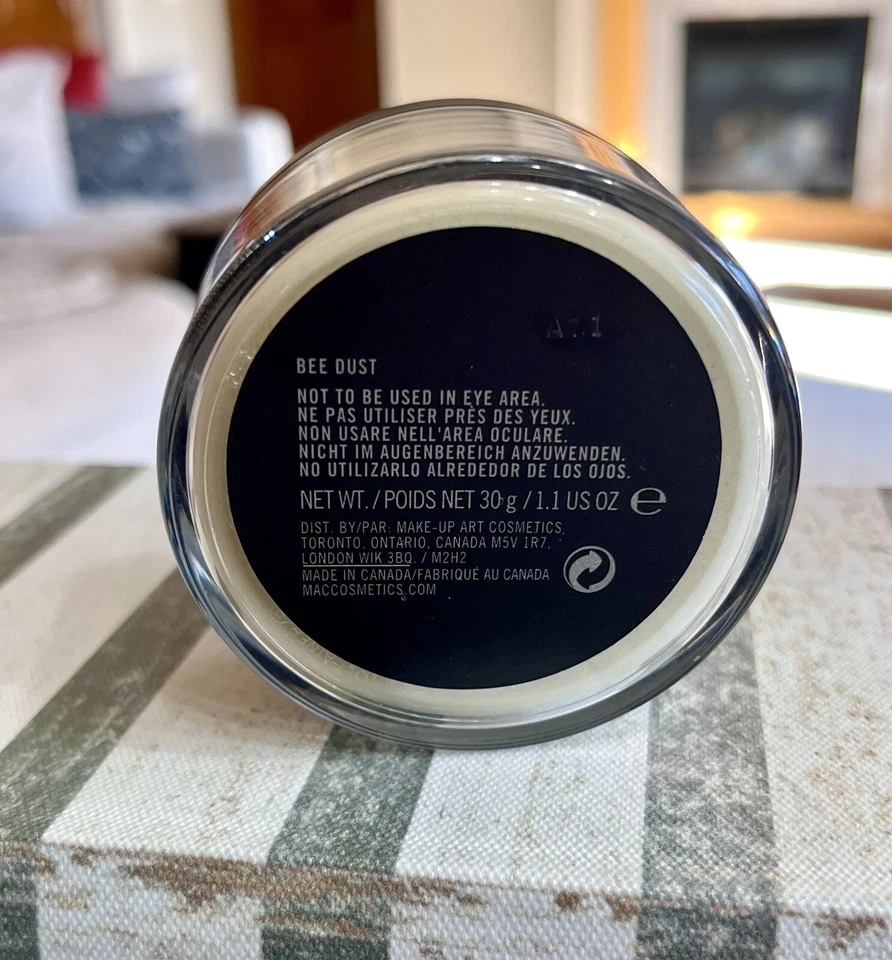 A71
BEE DUST
NOT TO BE USED IN EYE AREA.
NE PAS UTILISER PRÈS DES YEUX.
NON USARE NELL'AREA OCULARE.
NICHT IM AUGENBEREICH ANZUWENDEN.
NO UTILIZARLO ALREDEDOR DE LOS OJOS.
NET WT. / POIDS NET 30 g / 1.1 US OZ e
DIST. BY/PAR: MAKE-UP ART COSMETICS,
TORONTO, ONTARIO, CANADA M5V 1R7,
LONDON WIK 3BQ. / M2H2
MADE IN CANADA/FABRIQUÉ AU CANADA
MACCOSMETICS.COM